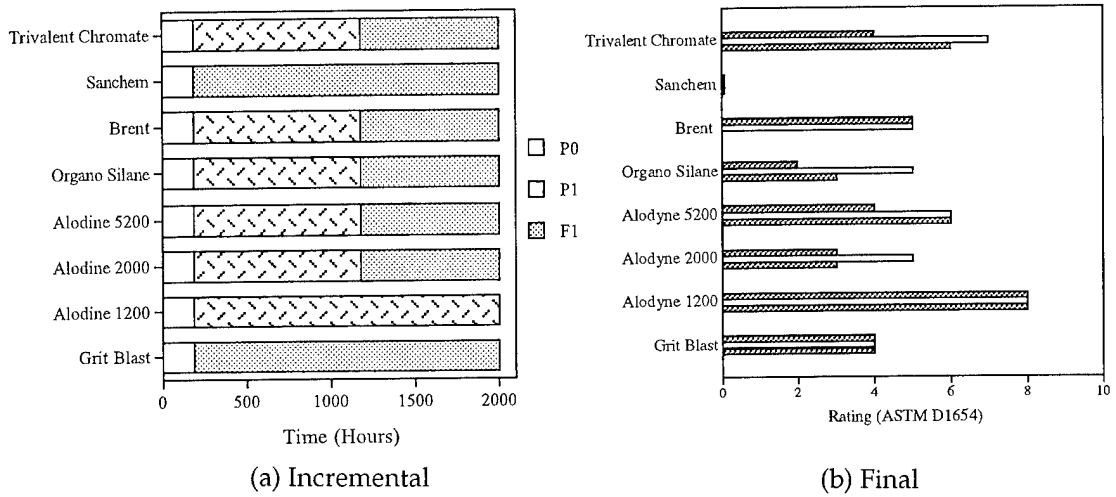 Trivalent Chromate
Sanchem
Brent
Organo Silane
Alodine 5200
Alodine 2000
Alodine 1200
Grit Blast
0 500 1000 1500 2000
Time (Hours)
P0
P1
F1
(a) Incremental
Trivalent Chromate
Sanchem
Brent
Organo Silane
Alodyne 5200
Alodyne 2000
Alodyne 1200
Grit Blast
0 2 4 6 8 10
Rating (ASTM D1654)
(b) Final